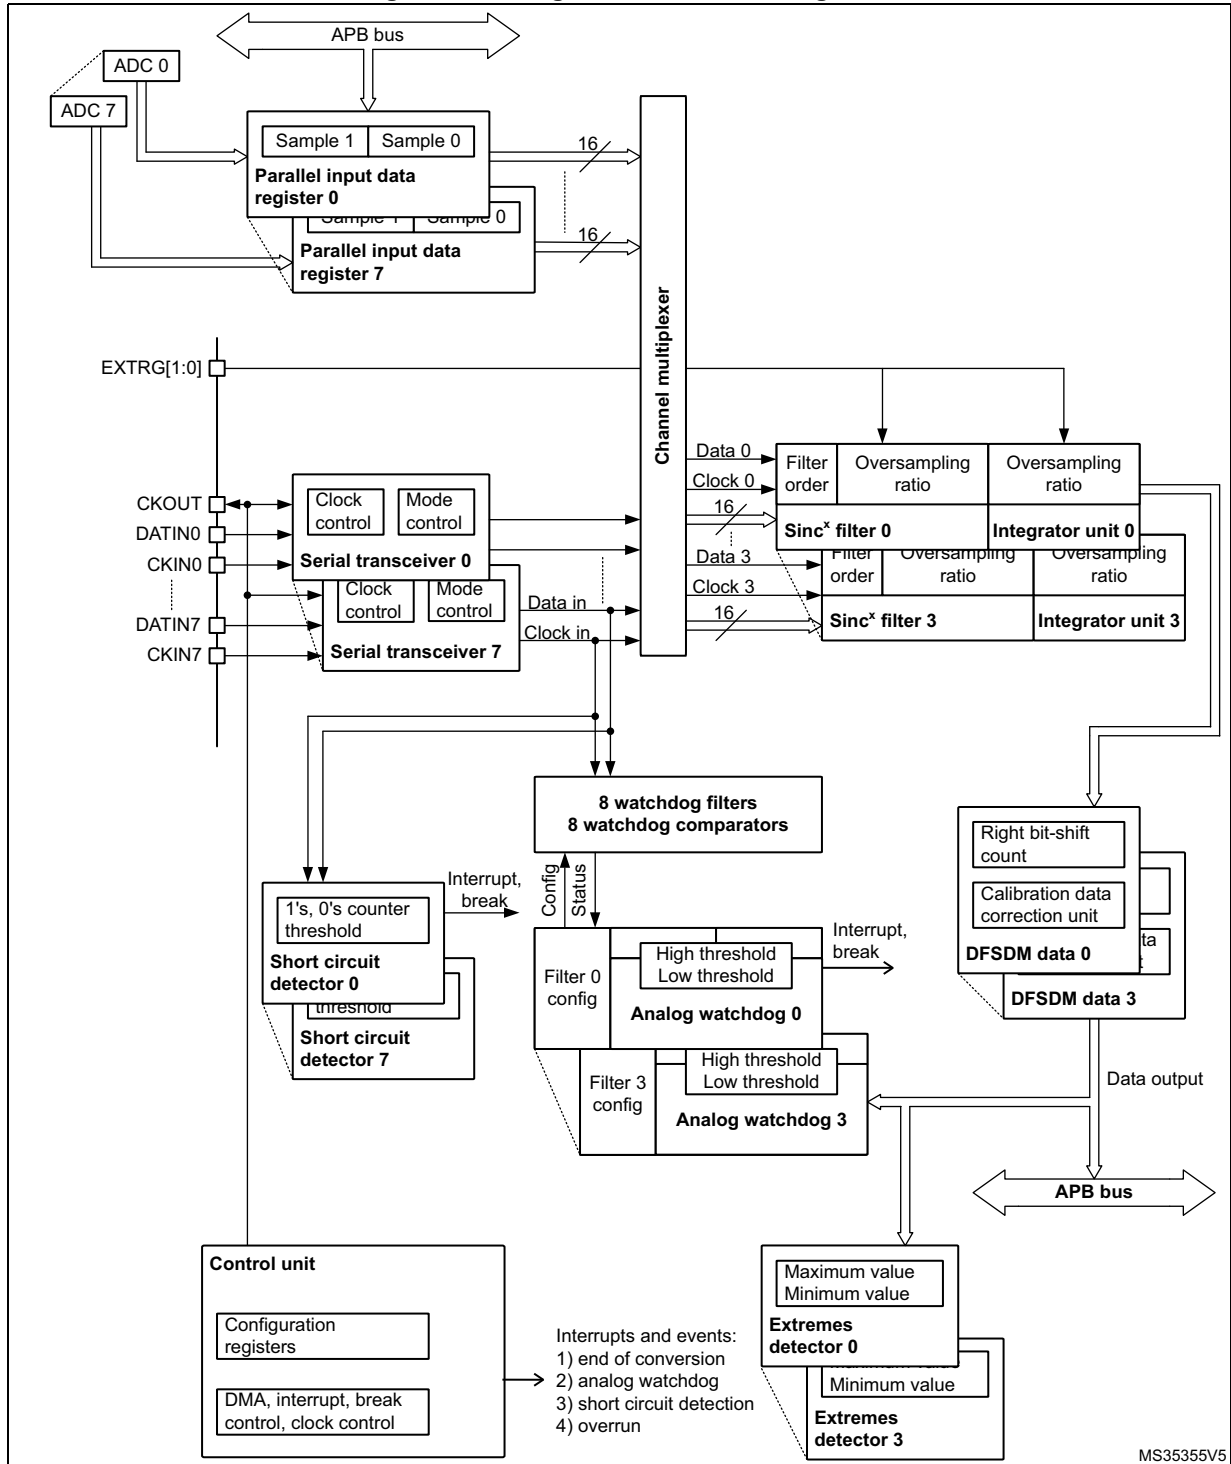 APB bus
ADC 0
ADC 7
Sample 1
Sample 0
16
Parallel input data
register 0
Sample 1
Sample 0
16
Parallel input data
register 7
Channel multiplexer
EXTRG[1:0]
CKOUT
DATIN0
CKIN0
DATIN7
CKIN7
Clock
control
Mode
control
Serial transceiver 0
Clock
control
Mode
control
Serial transceiver 7
Data in
Clock in
Data 0
Clock 0
16
Data 3
Clock 3
16
Filter
order
Oversampling
ratio
Oversampling
ratio
Sincˣ filter 0
Integrator unit 0
Filter
order
Oversampling
ratio
Oversampling
ratio
Sincˣ filter 3
Integrator unit 3
8 watchdog filters
8 watchdog comparators
Config
Status
Interrupt,
break
1's, 0's counter
threshold
Short circuit
detector 0
threshold
Short circuit
detector 7
Filter 0
config
High threshold
Low threshold
Analog watchdog 0
Interrupt,
break
Filter 3
config
High threshold
Low threshold
Analog watchdog 3
Right bit-shift
count
Calibration data
correction unit
DFSDM data 0
DFSDM data 3
Data output
APB bus
Control unit
Configuration
registers
DMA, interrupt, break
control, clock control
Interrupts and events:
1) end of conversion
2) analog watchdog
3) short circuit detection
4) overrun
Maximum value
Minimum value
Extremes
detector 0
Minimum value
Extremes
detector 3
MS35355V5